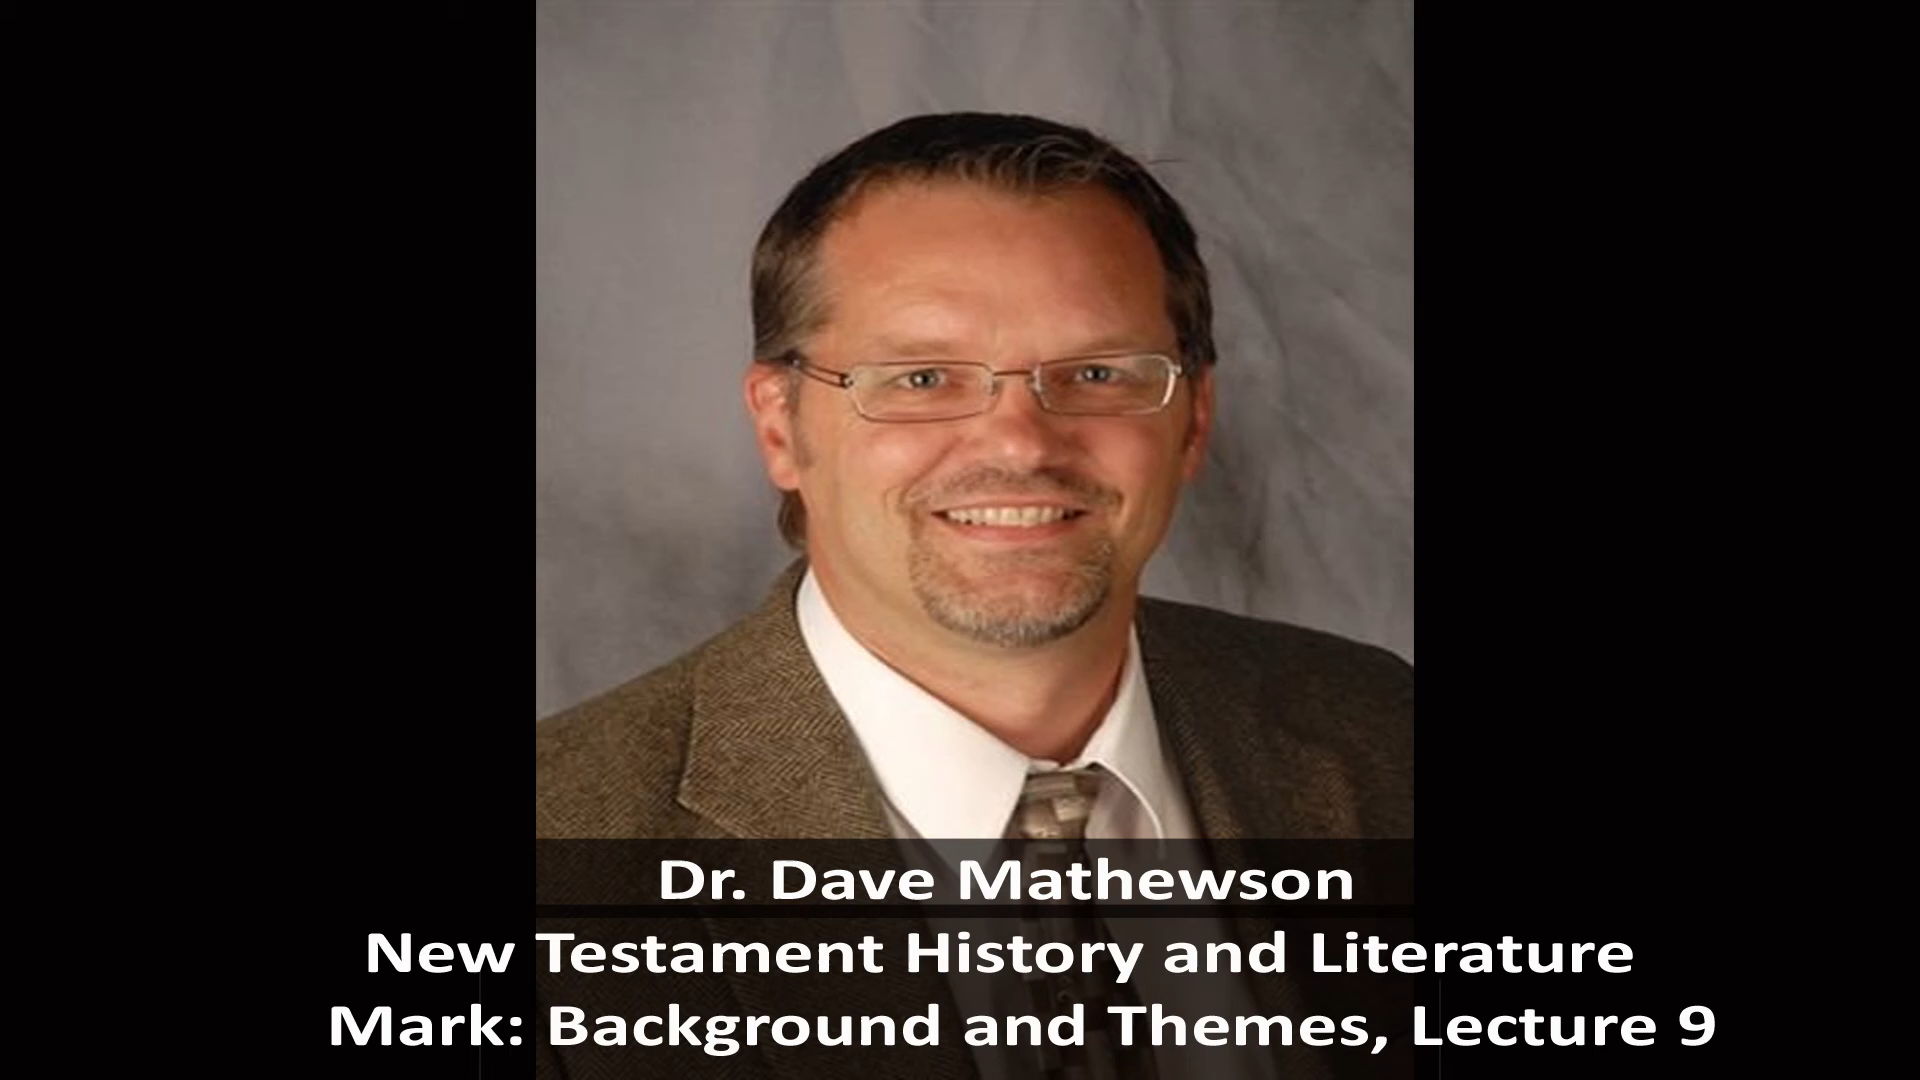 Dr. Dave Mathewson
New Testament History and Literature
Mark: Background and Themes, Lecture 9